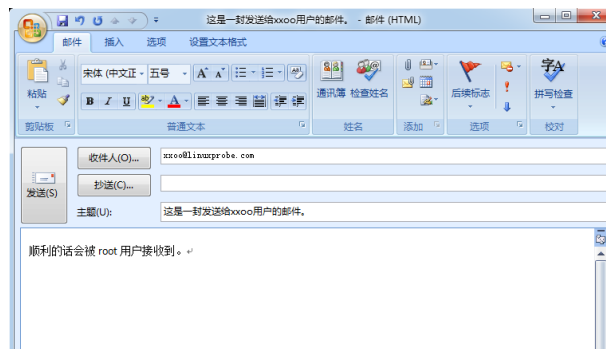 这是一封发送给xxoo用户的邮件。 - 邮件 (HTML)
邮件 插入 选项 设置文本格式
粘贴
宋体 (中文正 五号
B I U
通讯簿 检查姓名
后续标志
拼写检查
剪贴板 普通文本 姓名 添加 选项 校对
发送(S)
收件人(O)... xxoo@linuxprobe.com
抄送(C)...
主题(U): 这是一封发送给xxoo用户的邮件。
顺利的话会被 root 用户接收到。